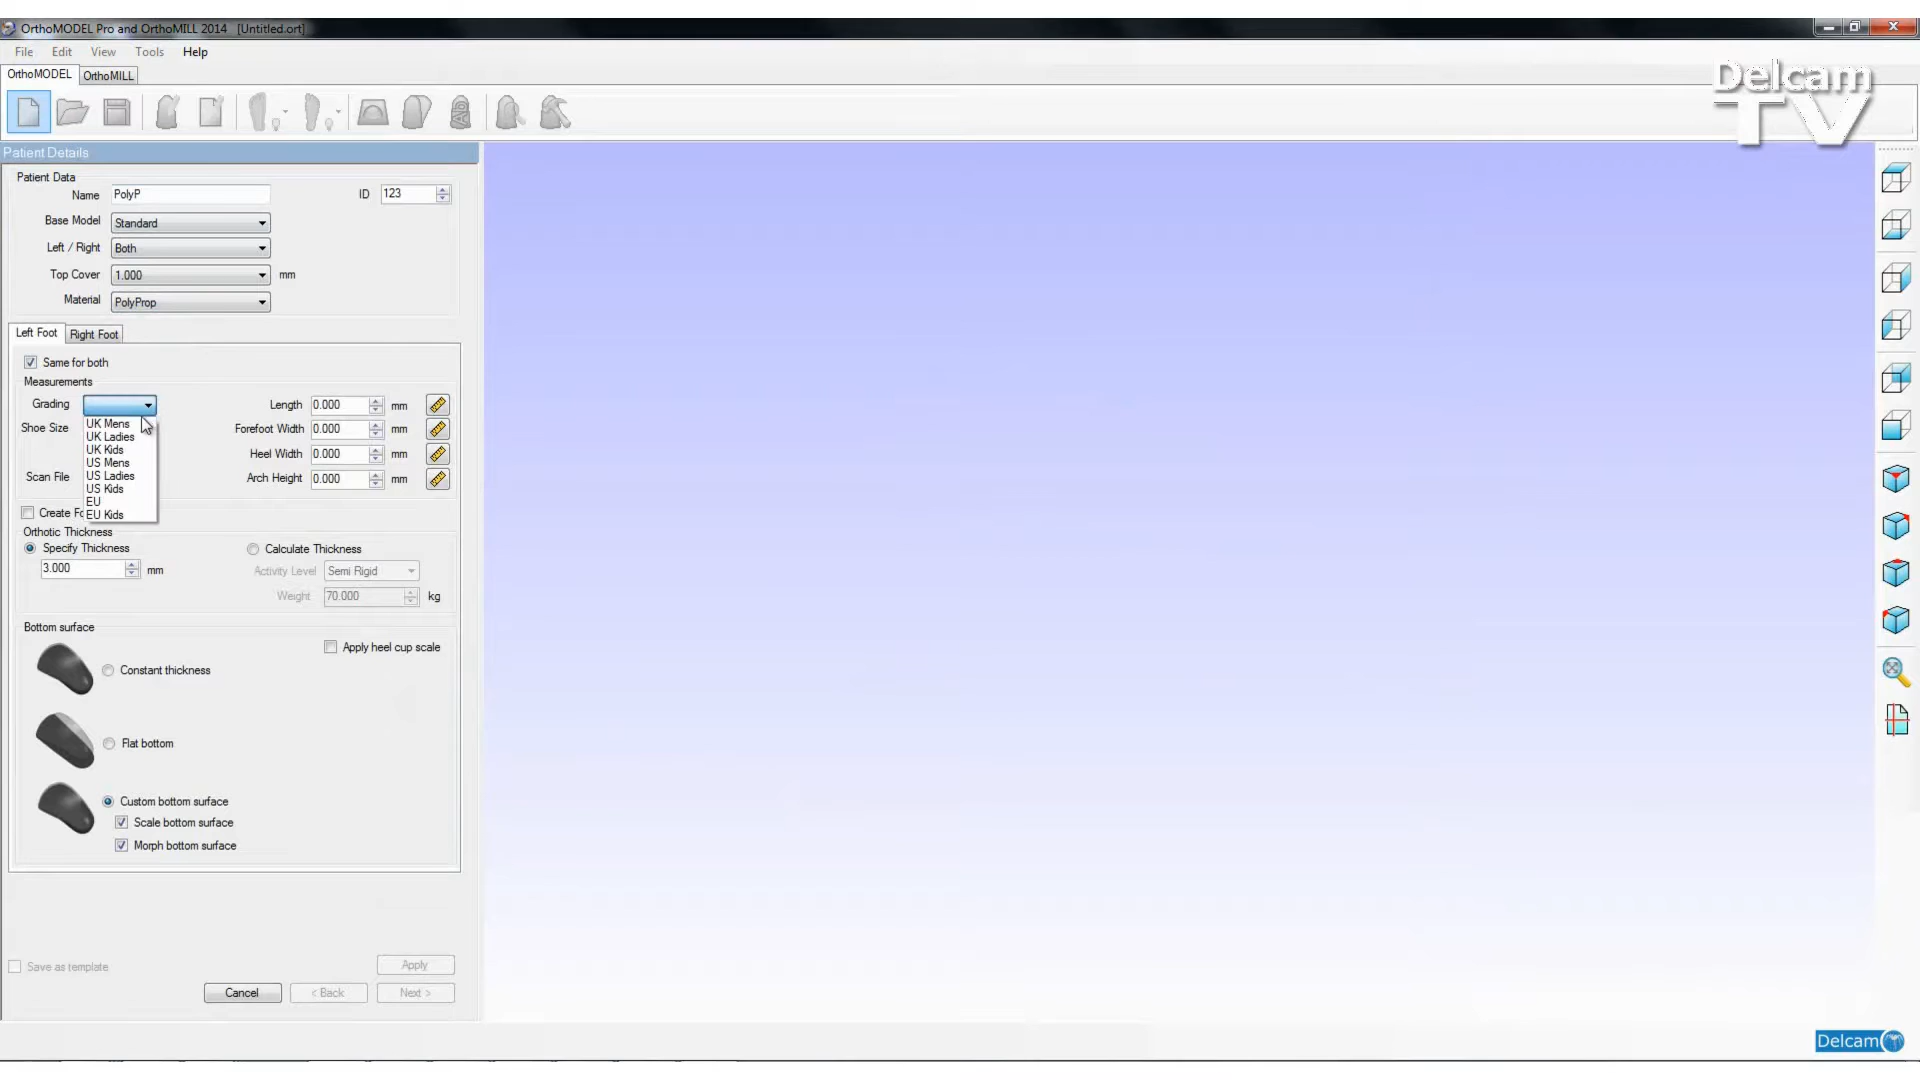 OrthoMODEL Pro and OrthoMILL 2014 [Untitled.ort]
File Edit View Tools Help
OrthoMODEL OrthoMILL
Delcam
TV
Patient Details
Patient Data
Name PolyP ID 123
Base Model Standard
Left / Right Both
Top Cover 1.000 mm
Material PolyProp
Left Foot Right Foot
Same for both
Measurements
Grading Length 0.000 mm
UK Mens
Shoe Size Forefoot Width 0.000 mm
UK Ladies
UK Kids Heel Width 0.000 mm
US Mens
Scan File US Ladies Arch Height 0.000 mm
US Kids
EU
Create Fo EU Kids
Orthotic Thickness
Specify Thickness Calculate Thickness
3.000 mm Activity Level Semi Rigid
Weight 70.000 kg
Bottom surface
Apply heel cup scale
Constant thickness
Flat bottom
Custom bottom surface
Scale bottom surface
Morph bottom surface
Save as template Apply
Cancel < Back Next >
Delcam